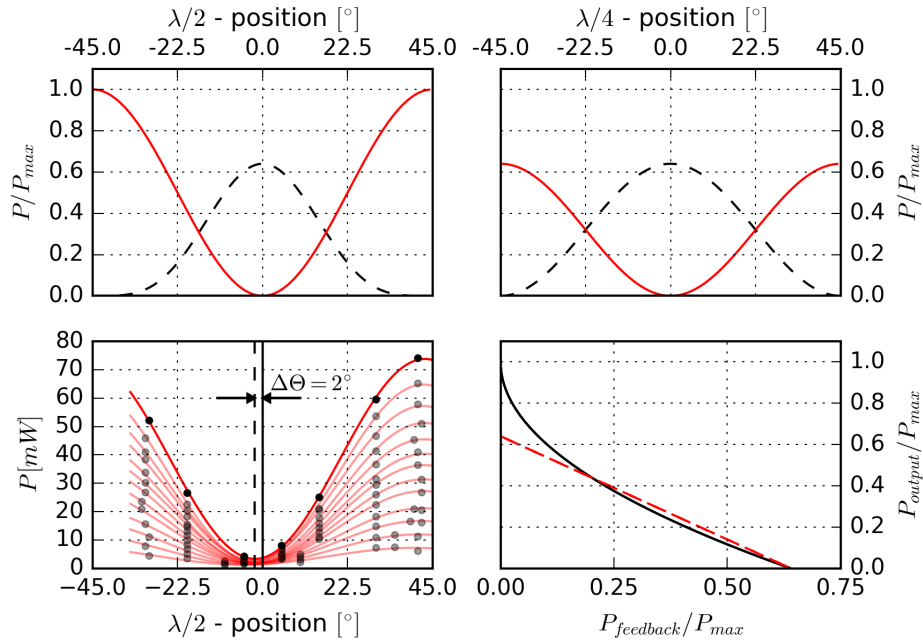 λ/2 - position [°]
-45.0 -22.5 0.0 22.5 45.0
λ/4 - position [°]
-45.0 -22.5 0.0 22.5 45.0
1.0
0.8
0.6
0.4
0.2
0.0
P/P_max
1.0
0.8
0.6
0.4
0.2
0.0
P/P_max
80
70
60
50
40
30
20
10
0
P[mW]
ΔΘ=2°
−45.0 −22.5 0.0 22.5 45.0
λ/2 - position [°]
1.0
0.8
0.6
0.4
0.2
0.0
P_output/P_max
0.00 0.25 0.50 0.75
P_feedback/P_max